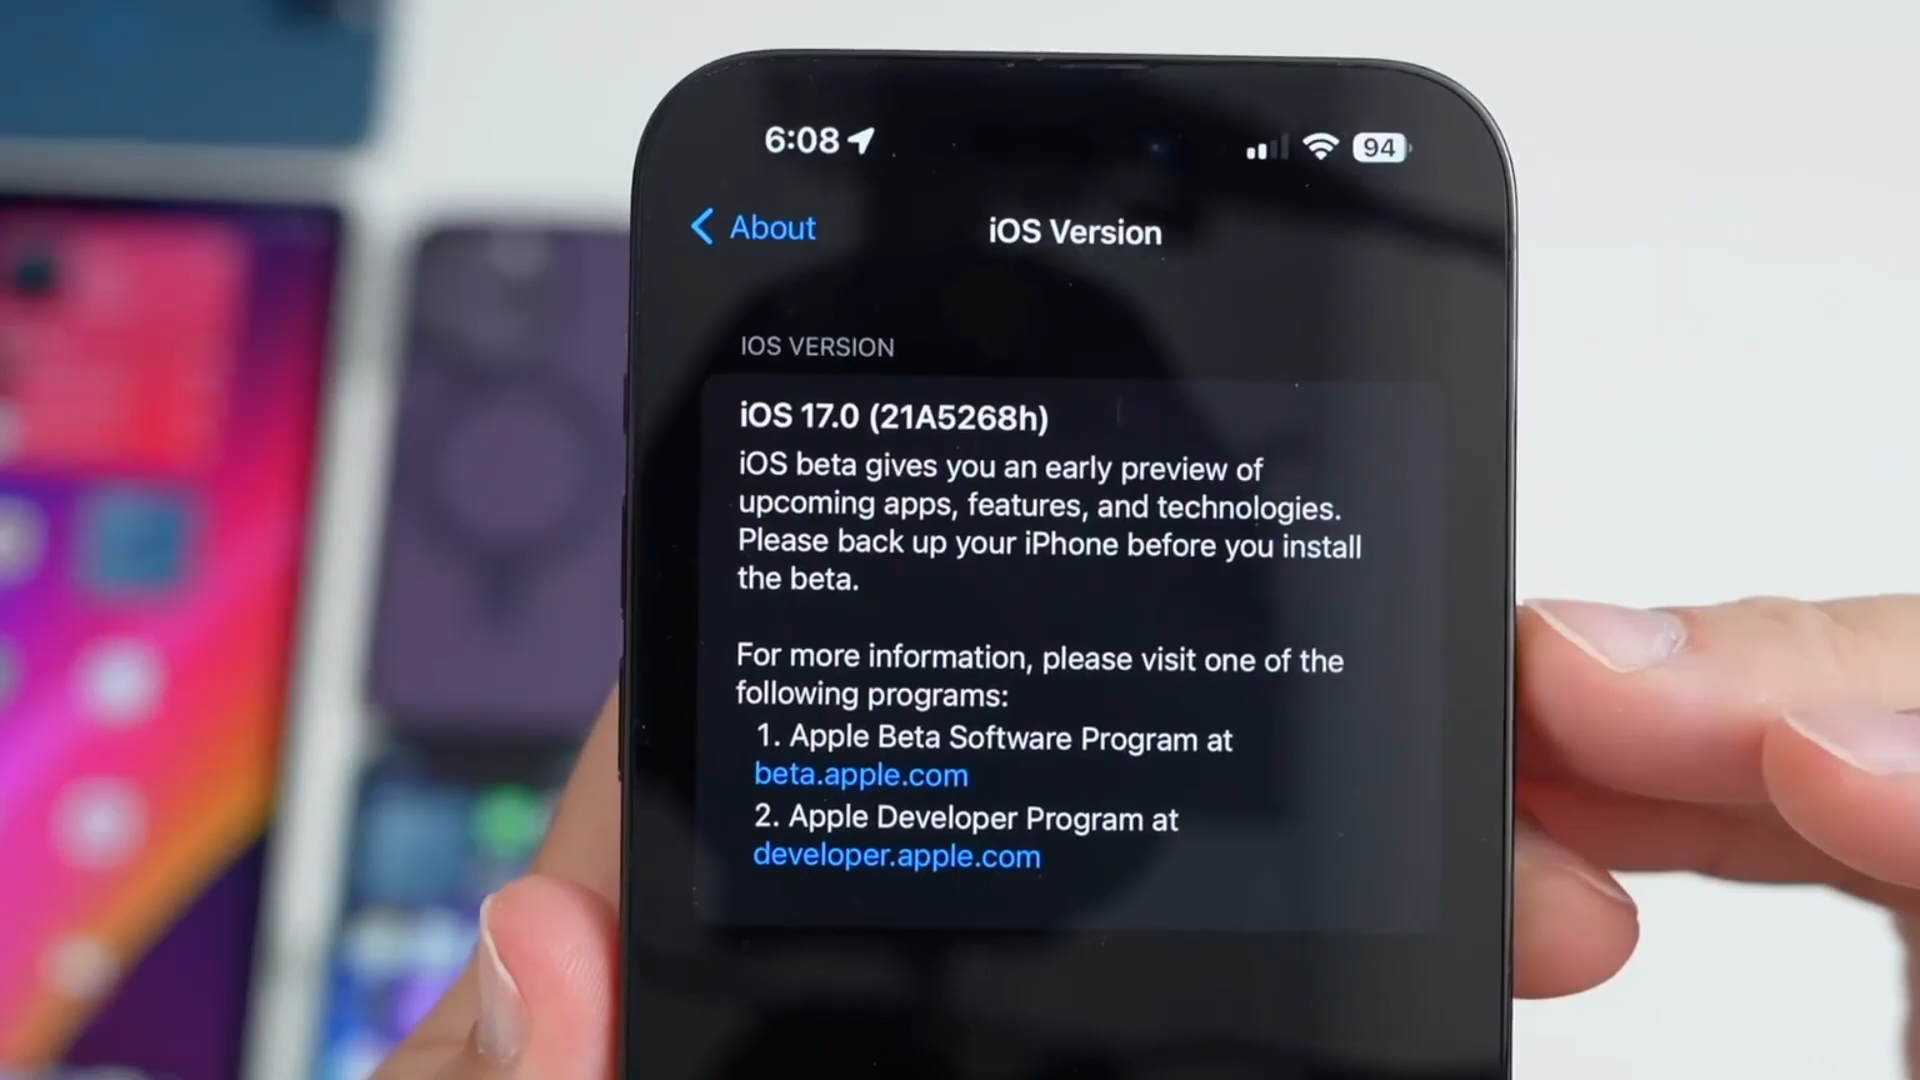 6:08
94
About
iOS Version
IOS VERSION
iOS 17.0 (21A5268h)
iOS beta gives you an early preview of
upcoming apps, features, and technologies.
Please back up your iPhone before you install
the beta.
For more information, please visit one of the
following programs:
1. Apple Beta Software Program at
beta.apple.com
2. Apple Developer Program at
developer.apple.com